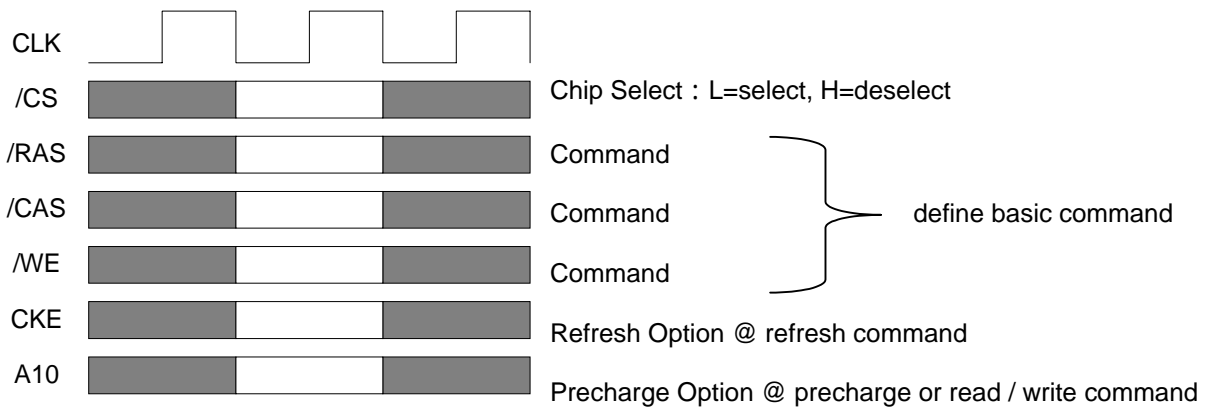 CLK
/CS Chip Select : L=select, H=deselect
/RAS Command
/CAS Command define basic command
/WE Command
CKE Refresh Option @ refresh command
A10 Precharge Option @ precharge or read / write command